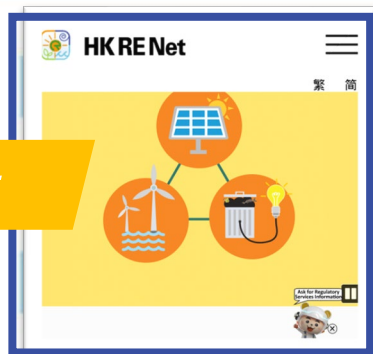 HK RE Net
繁 简
Ask for Regulatory
Services Information